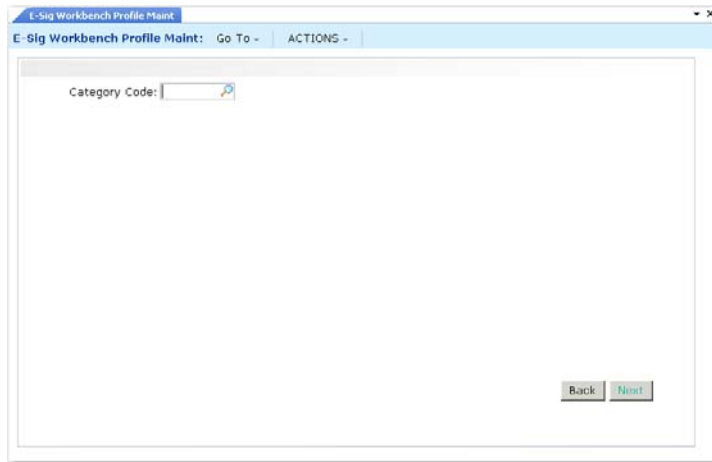 E-Sig Workbench Profile Maint
E-Sig Workbench Profile Maint: Go To ACTIONS
Category Code:
Back Next